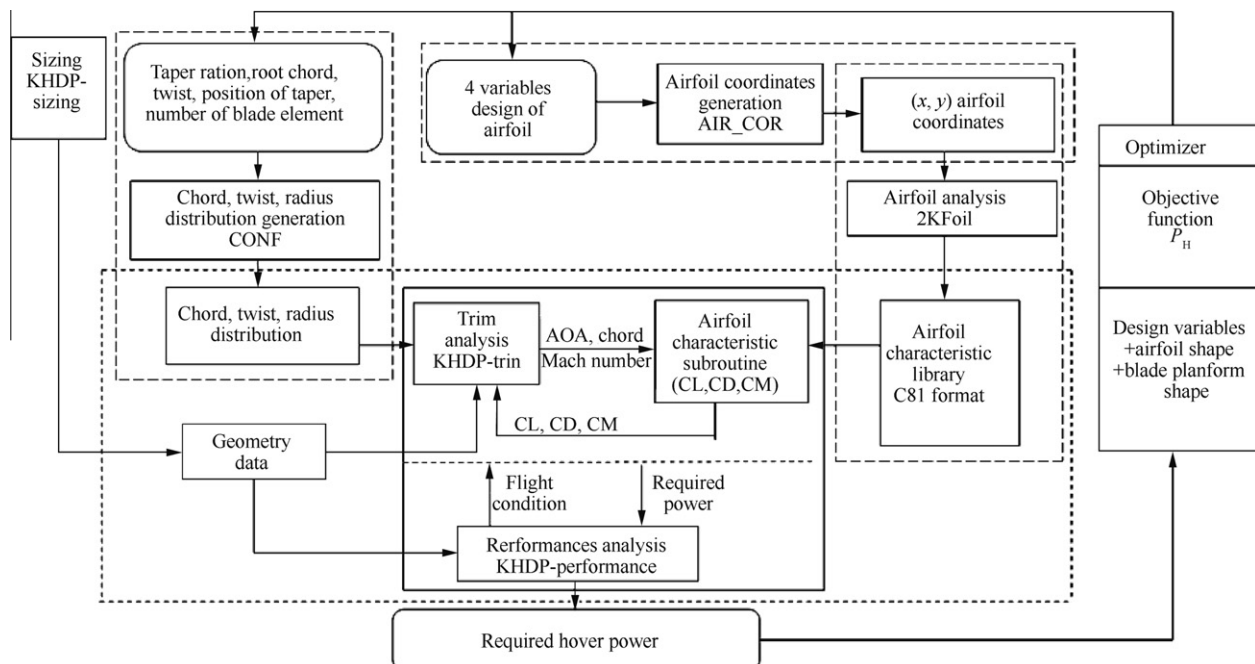 Sizing
KHDP-
sizing
Taper ration,root chord,
twist, position of taper,
number of blade element
4 variables
design of
airfoil
Airfoil coordinates
generation
AIR_COR
(x, y) airfoil
coordinates
Optimizer
Objective
function
P_H
Design variables
+airfoil shape
+blade planform
shape
Chord, twist, radius
distribution generation
CONF
Airfoil analysis
2KFoil
Chord, twist, radius
distribution
Trim
analysis
KHDP-trin
AOA, chord
Mach number
Airfoil
characteristic
subroutine
(CL,CD,CM)
Airfoil
characteristic
library
C81 format
CL, CD, CM
Geometry
data
Flight
condition
Required
power
Rerformances analysis
KHDP-performance
Required hover power